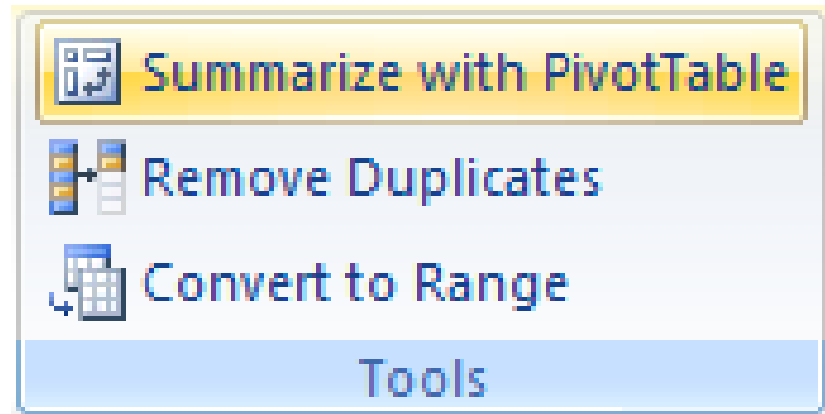 Summarize with PivotTable
Remove Duplicates
Convert to Range
Tools